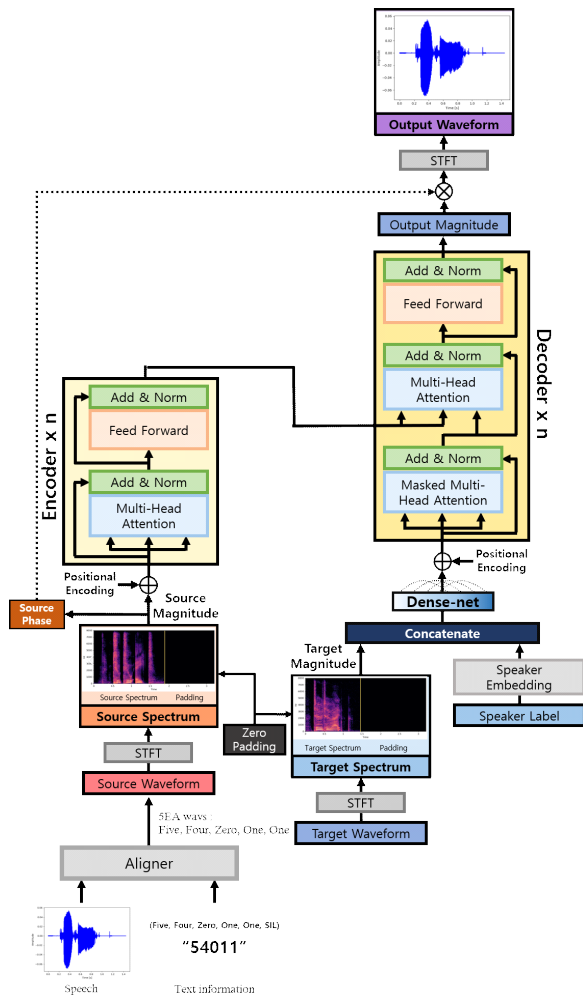 Output Waveform
STFT
Output Magnitude
Add & Norm
Feed Forward
Add & Norm
Multi-Head
Attention
Add & Norm
Masked Multi-
Head Attention
Decoder x n
Positional
Encoding
Encoder x n
Add & Norm
Feed Forward
Add & Norm
Multi-Head
Attention
Positional
Encoding
Source
Magnitude
Source
Phase
Dense-net
Concatenate
Speaker
Embedding
Speaker Label
Target
Magnitude
Source Spectrum Padding
Source Spectrum
Zero
Padding
Target Spectrum Padding
Target Spectrum
STFT
Source Waveform
STFT
Target Waveform
5EA wavs :
Five, Four, Zero, One, One
Aligner
(Five, Four, Zero, One, One, SIL)
“54011”
Speech
Text information